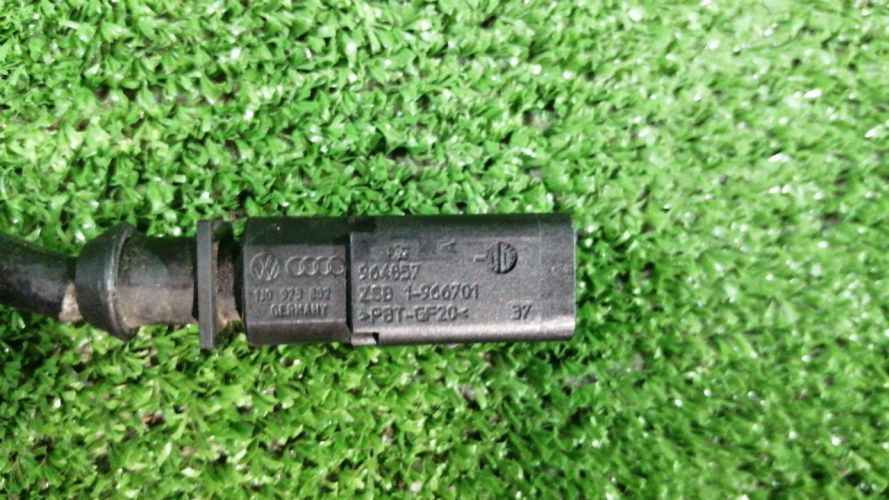 1J0 973 802
GERMANY
A
964857
ZSB 1-966701
>PBT-GF20<
37